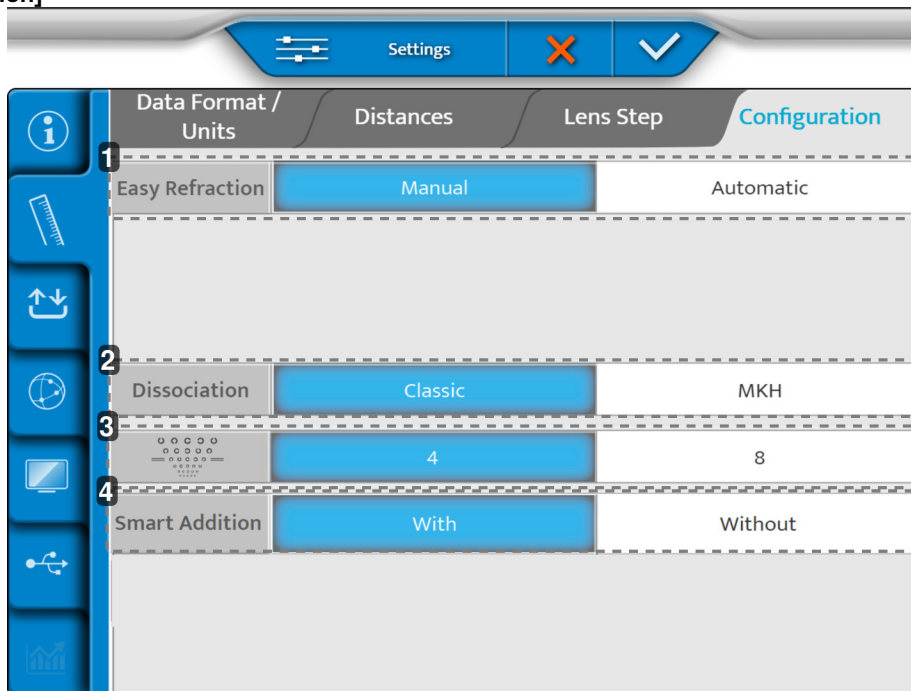 Settings
Data Format /
Units
Distances
Lens Step
Configuration
1
Easy Refraction
Manual
Automatic
2
Dissociation
Classic
MKH
3
4
8
4
Smart Addition
With
Without